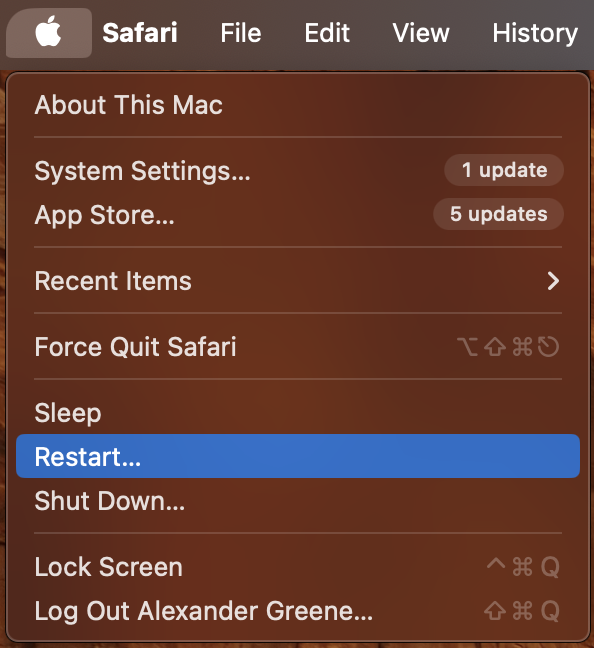 Safari File Edit View History
About This Mac
System Settings... 1 update
App Store... 5 updates
Recent Items
Force Quit Safari ⌥⇧⌘⎋
Sleep
Restart...
Shut Down...
Lock Screen ^⌘Q
Log Out Alexander Greene... ⇧⌘Q